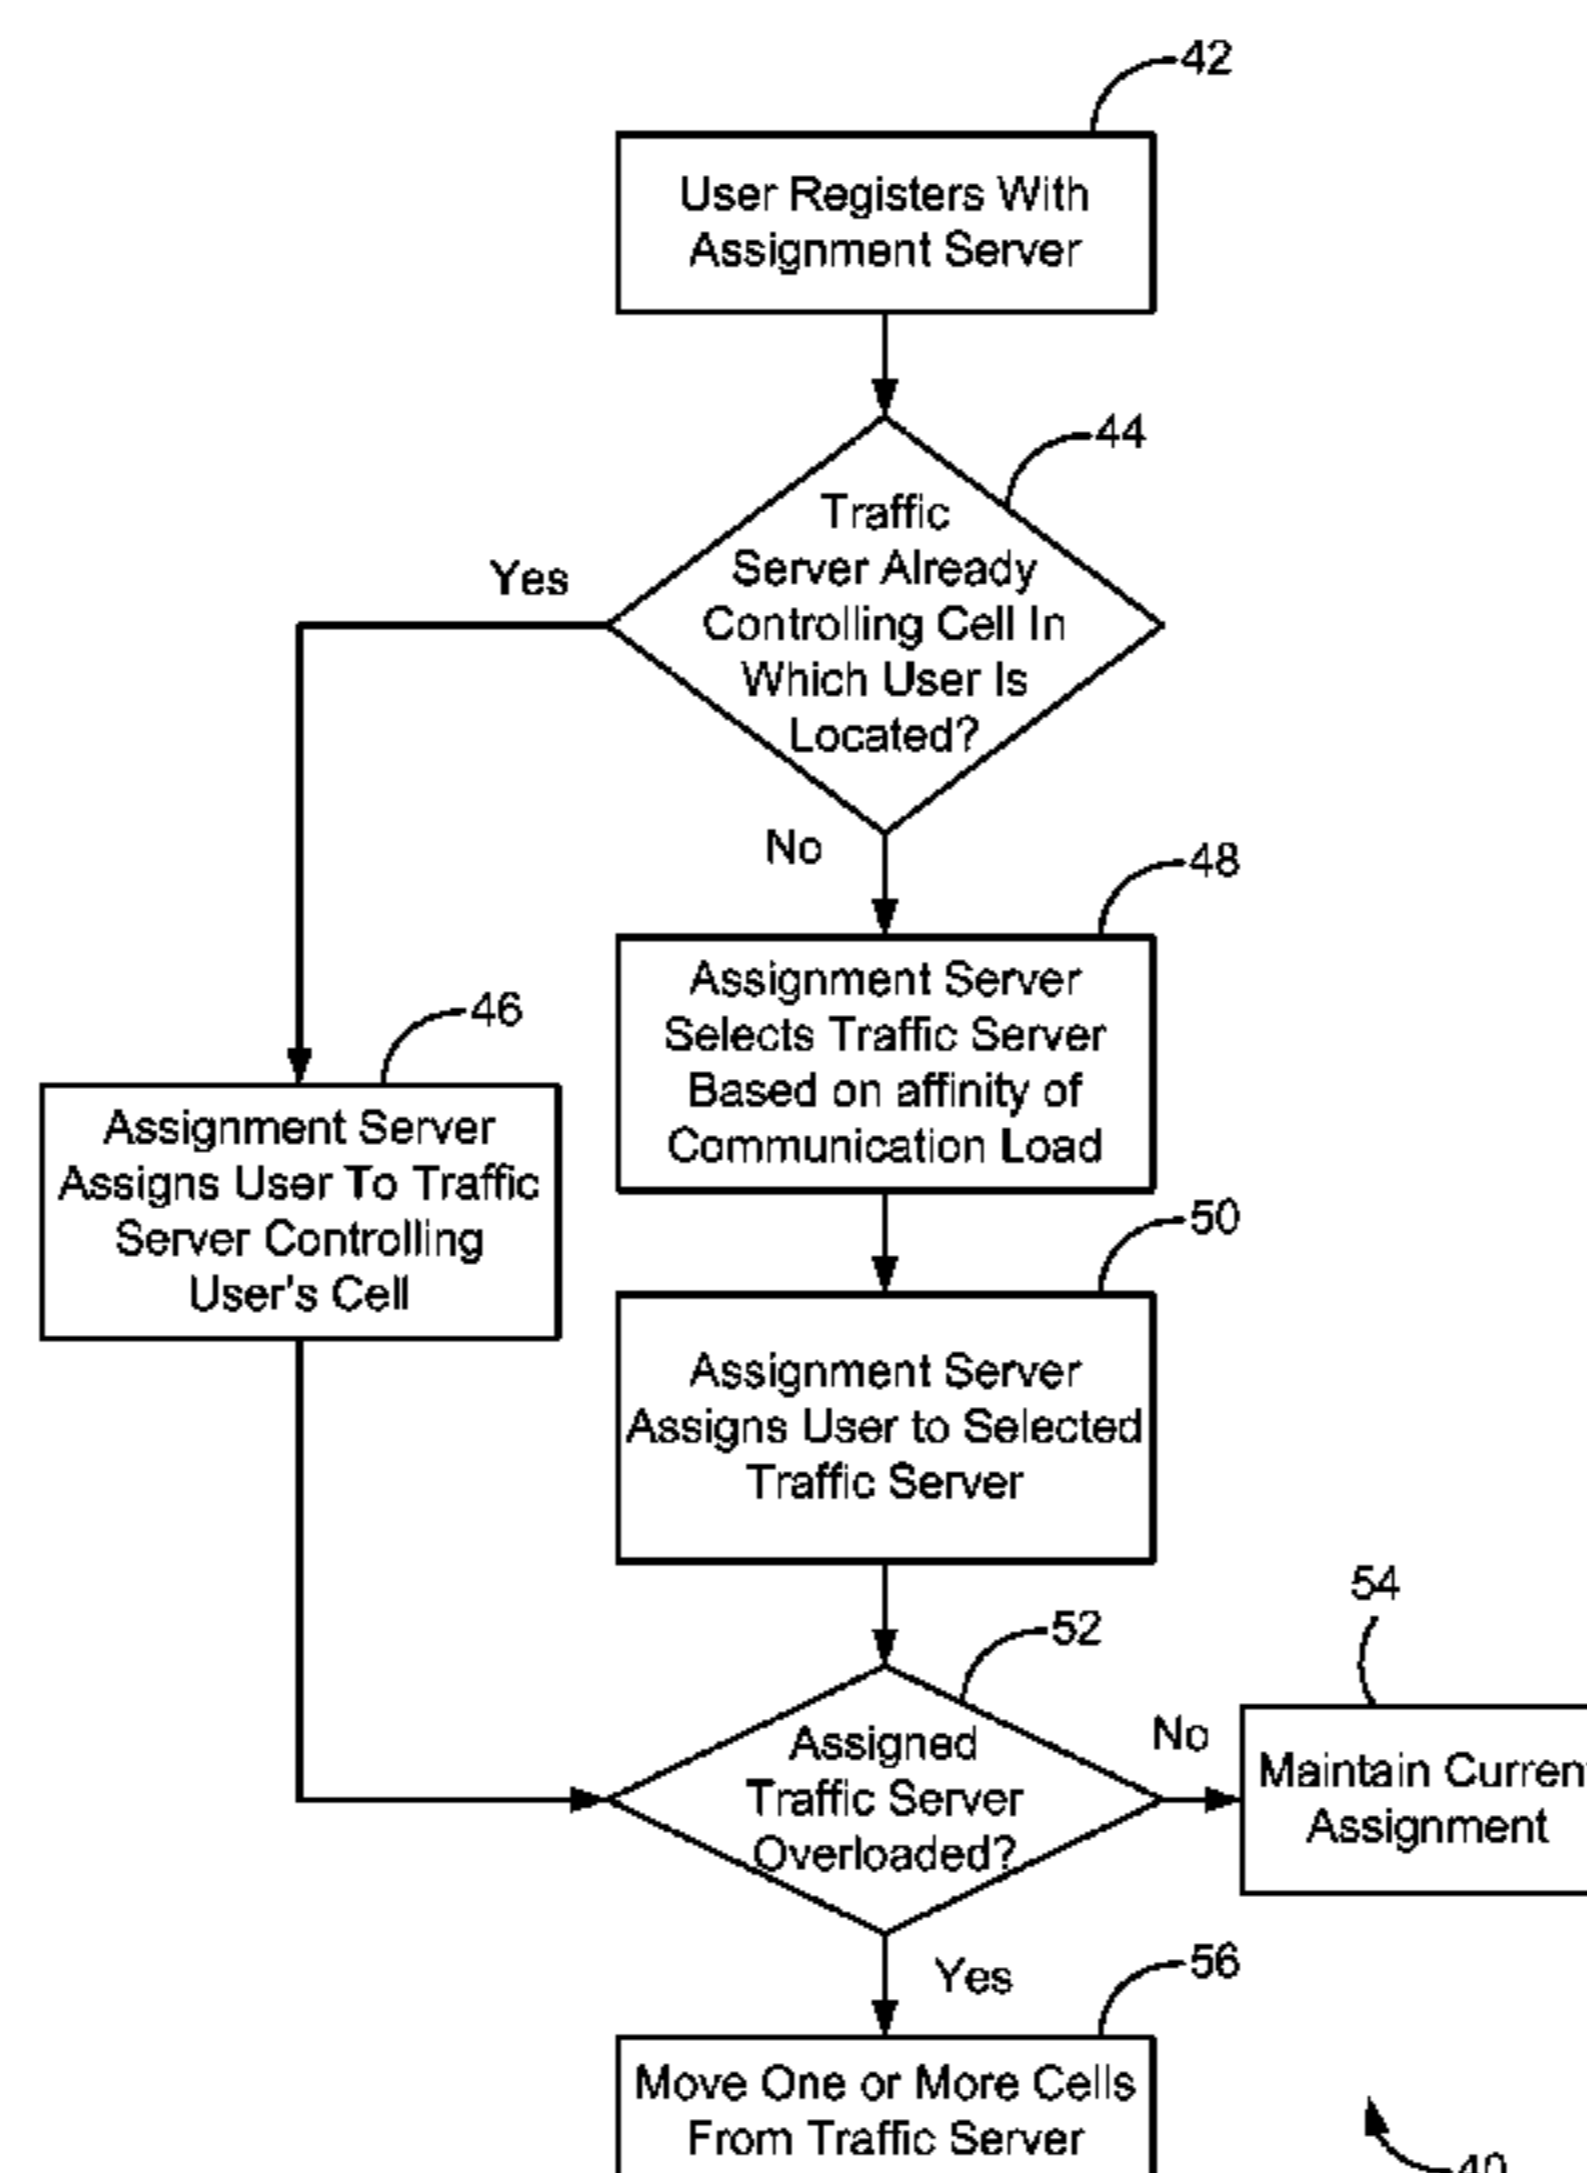 42
User Registers With
Assignment Server
44
Traffic
Server Already
Controlling Cell In
Which User Is
Located?
Yes
No
48
Assignment Server
Selects Traffic Server
Based on affinity of
Communication Load
46
Assignment Server
Assigns User To Traffic
Server Controlling
User's Cell
50
Assignment Server
Assigns User to Selected
Traffic Server
52
Assigned
Traffic Server
Overloaded?
No
54
Maintain Current
Assignment
Yes
56
Move One or More Cells
From Traffic Server
40